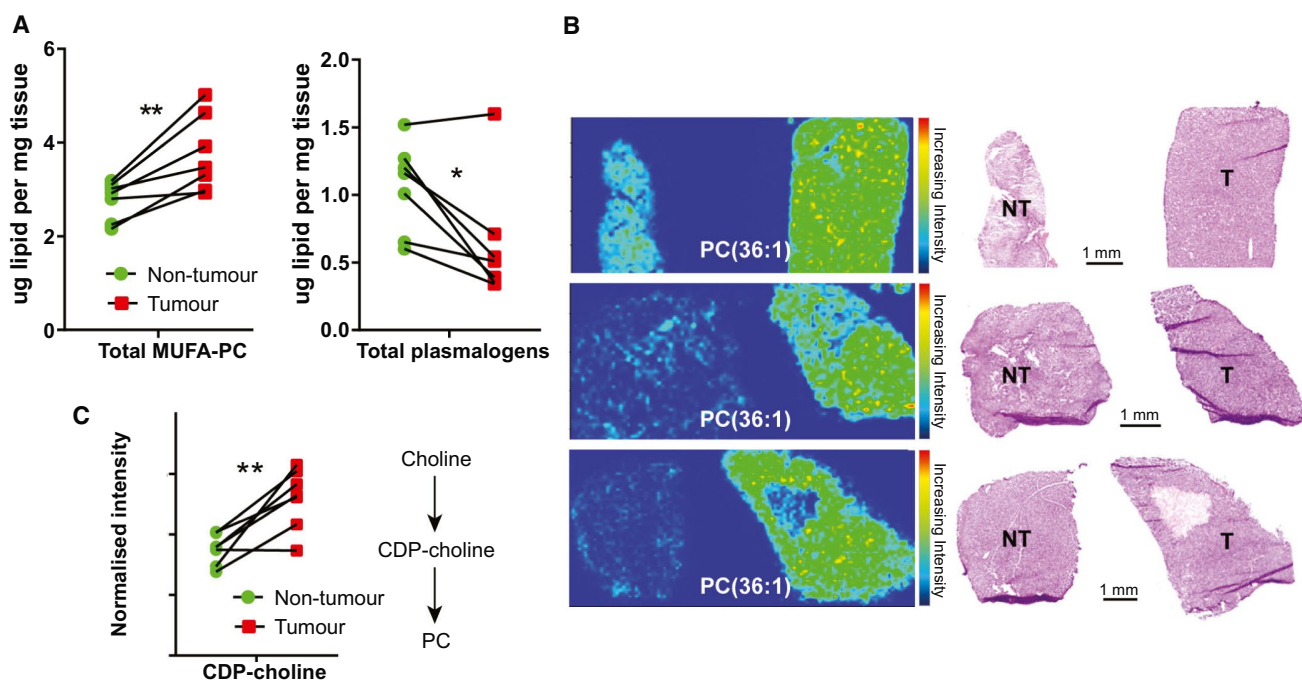 A
6
4
2
0
ug lipid per mg tissue
**
Non-tumour
Tumour
Total MUFA-PC
2.0
1.5
1.0
0.5
0.0
ug lipid per mg tissue
*
Total plasmalogens
B
PC(36:1)
Increasing Intensity
NT
T
1 mm
PC(36:1)
Increasing Intensity
NT
T
1 mm
PC(36:1)
Increasing Intensity
NT
T
1 mm
C
Normalised intensity
**
Non-tumour
Tumour
CDP-choline
Choline
CDP-choline
PC